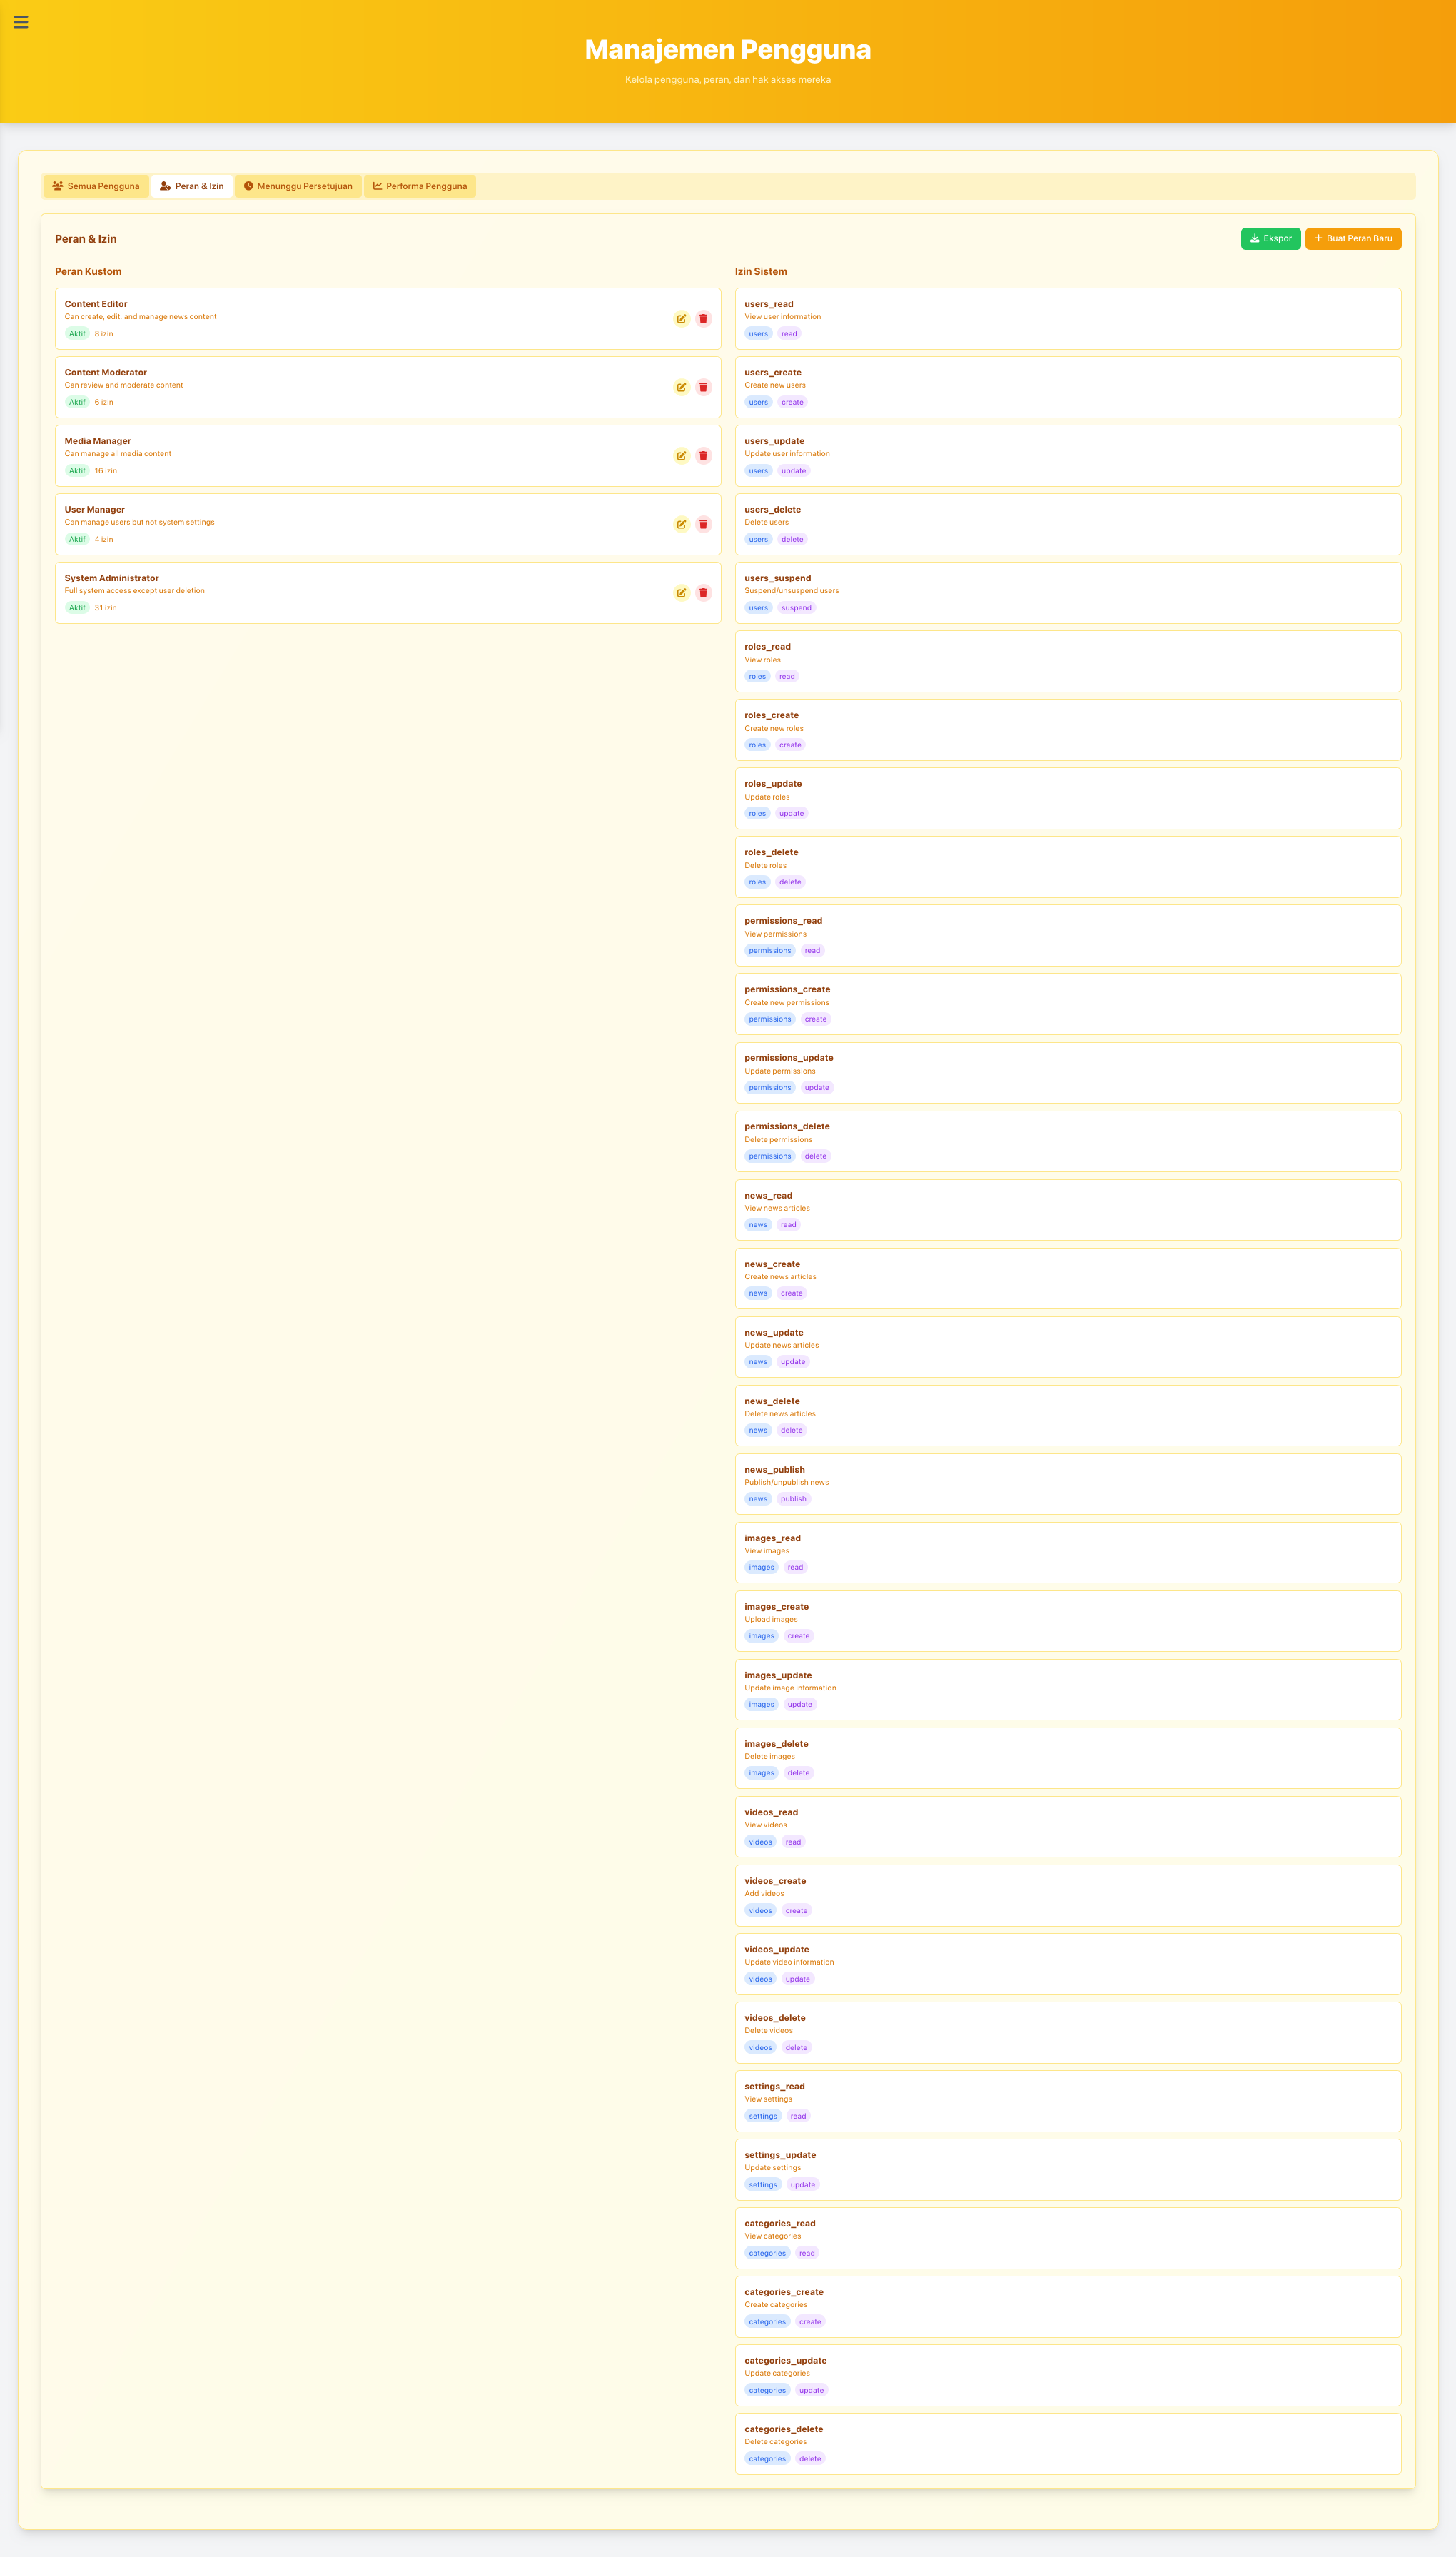 Manajemen Pengguna
Kelola pengguna, peran, dan hak akses mereka
Semua Pengguna
Peran & Izin
Menunggu Persetujuan
Performa Pengguna
Peran & Izin
Ekspor
Buat Peran Baru
Peran Kustom
Content Editor
Can create, edit, and manage news content
Aktif 8 izin
Content Moderator
Can review and moderate content
Aktif 6 izin
Media Manager
Can manage all media content
Aktif 16 izin
User Manager
Can manage users but not system settings
Aktif 4 izin
System Administrator
Full system access except user deletion
Aktif 31 izin
Izin Sistem
users_read
View user information
users read
users_create
Create new users
users create
users_update
Update user information
users update
users_delete
Delete users
users delete
users_suspend
Suspend/unsuspend users
users suspend
roles_read
View roles
roles read
roles_create
Create new roles
roles create
roles_update
Update roles
roles update
roles_delete
Delete roles
roles delete
permissions_read
View permissions
permissions read
permissions_create
Create new permissions
permissions create
permissions_update
Update permissions
permissions update
permissions_delete
Delete permissions
permissions delete
news_read
View news articles
news read
news_create
Create news articles
news create
news_update
Update news articles
news update
news_delete
Delete news articles
news delete
news_publish
Publish/unpublish news
news publish
images_read
View images
images read
images_create
Upload images
images create
images_update
Update image information
images update
images_delete
Delete images
images delete
videos_read
View videos
videos read
videos_create
Add videos
videos create
videos_update
Update video information
videos update
videos_delete
Delete videos
videos delete
settings_read
View settings
settings read
settings_update
Update settings
settings update
categories_read
View categories
categories read
categories_create
Create categories
categories create
categories_update
Update categories
categories update
categories_delete
Delete categories
categories delete